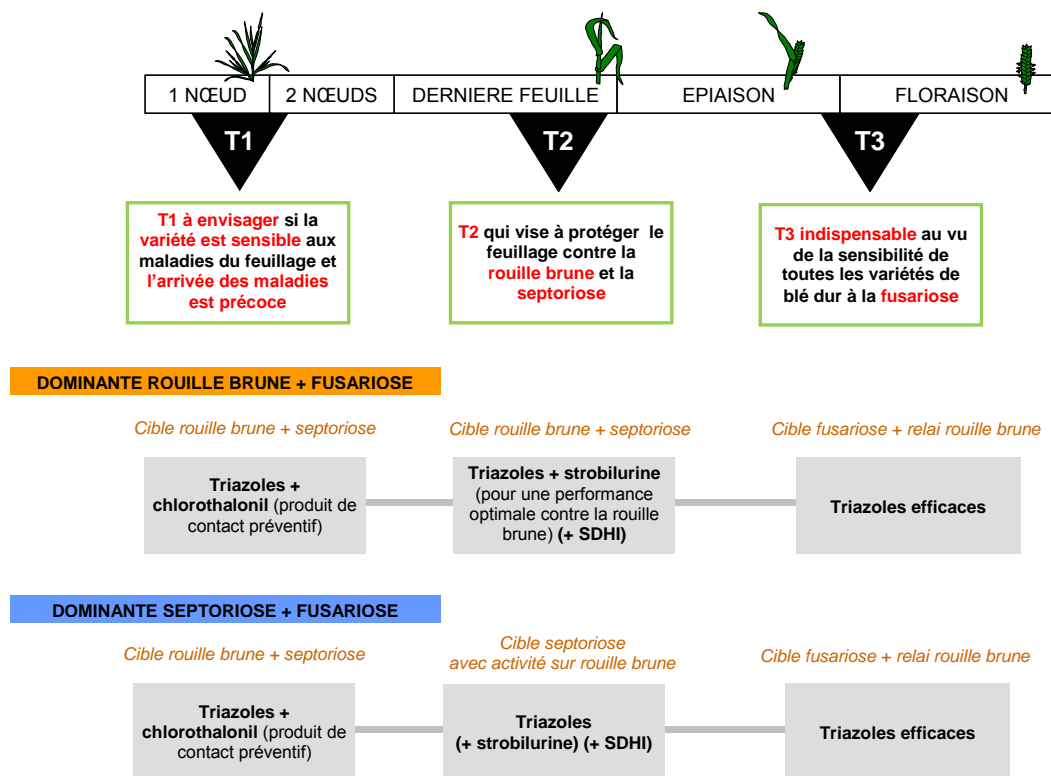 1 NŒUD
2 NŒUDS
DERNIERE FEUILLE
EPIAISON
FLORAISON
T1
T2
T3
T1 à envisager si la
variété est sensible aux
maladies du feuillage et
l'arrivée des maladies
est précoce
T2 qui vise à protéger le
feuillage contre la
rouille brune et la
septoriose
T3 indispensable au vu
de la sensibilité de
toutes les variétés de
blé dur à la fusariose
DOMINANTE ROUILLE BRUNE + FUSARIOSE
Cible rouille brune + septoriose
Cible rouille brune + septoriose
Cible fusariose + relai rouille brune
Triazoles +
chlorothalonil (produit de
contact préventif)
Triazoles + strobilurine
(pour une performance
optimale contre la rouille
brune) (+ SDHI)
Triazoles efficaces
DOMINANTE SEPTORIOSE + FUSARIOSE
Cible rouille brune + septoriose
Cible septoriose
avec activité sur rouille brune
Cible fusariose + relai rouille brune
Triazoles +
chlorothalonil (produit de
contact préventif)
Triazoles
(+ strobilurine) (+ SDHI)
Triazoles efficaces